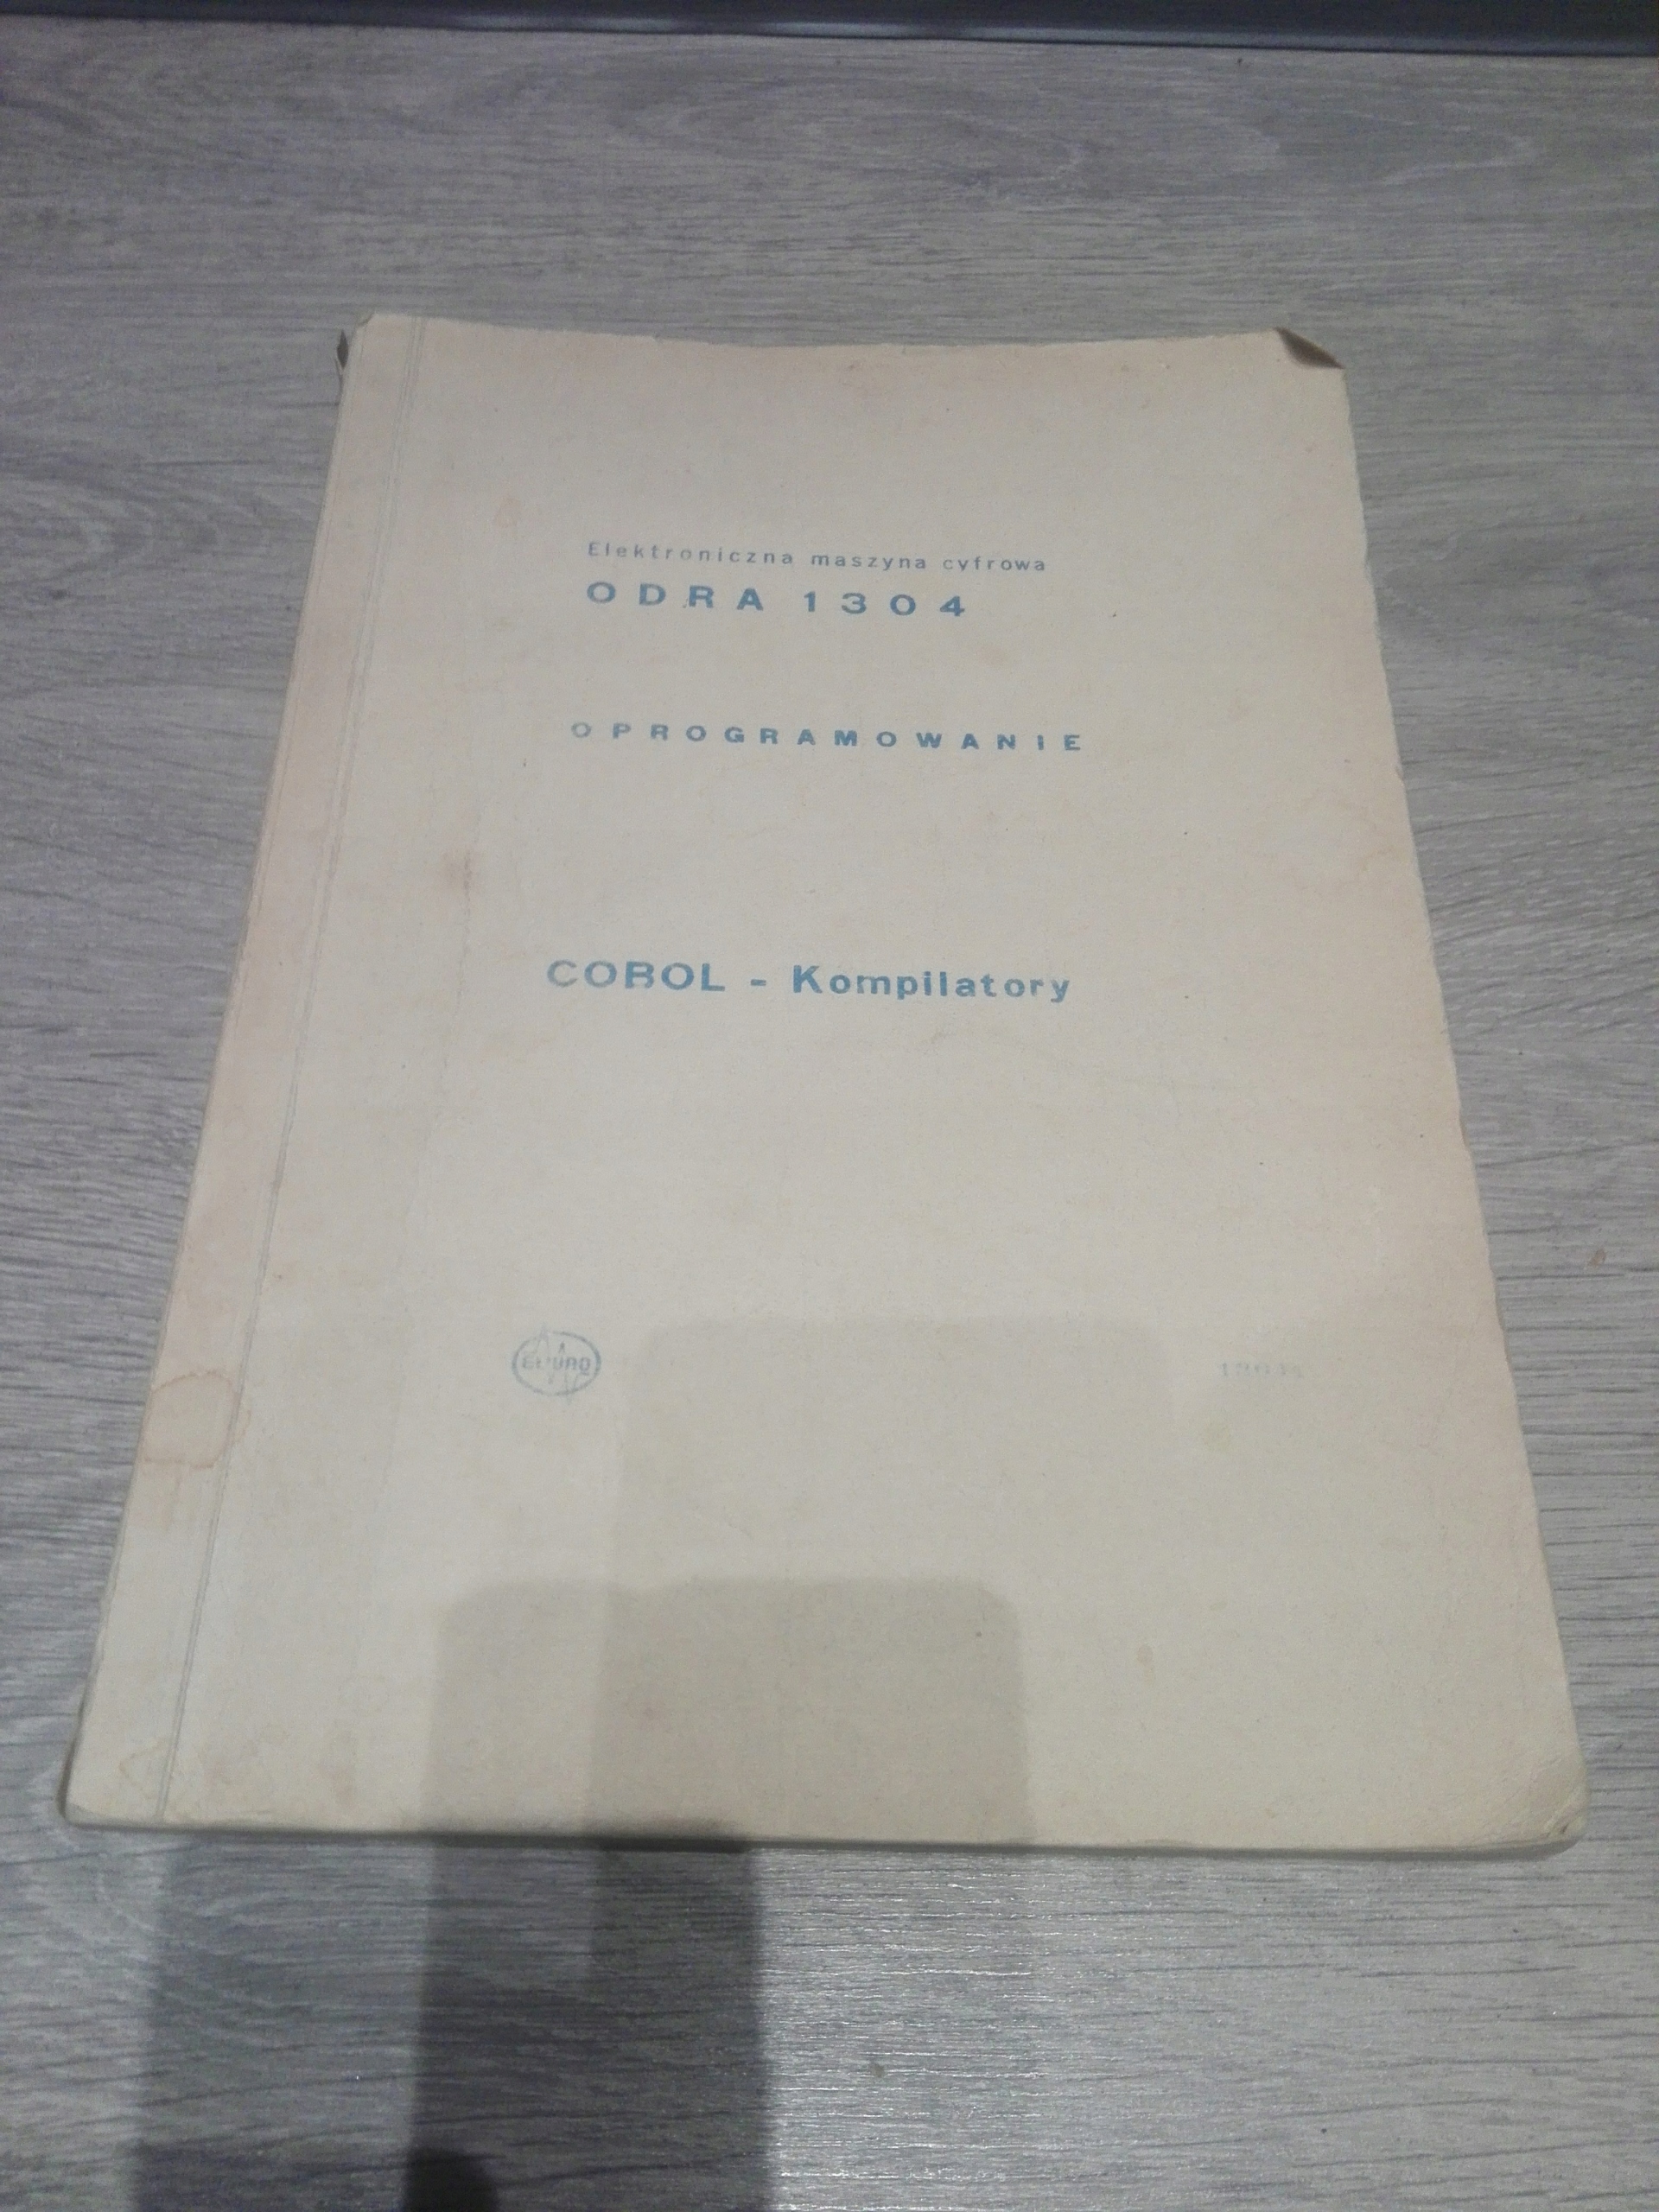 Elektroniczna maszyna cyfrowa
ODRA 1304
OPROGRAMOWANIE
COBOL - Kompilatory